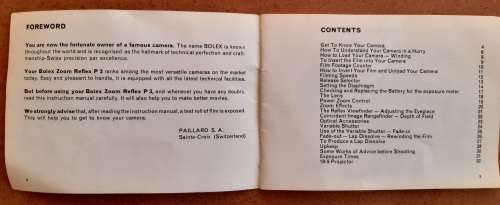 FOREWORD
You are now the fortunate owner of a famous camera. The name BOLEX is known
throughout the world and is recognised as the hallmark of technical perfection and craft-
manship-Swiss precision par excellence.
Your Bolex Zoom Reflex P 3 ranks among the most versatile cameras on the market
today. Easy and pleasant to handle, it is equipped with all the latest technical facilities.
But before using your Bolex Zoom Reflex P 3, and whenever you have any doubts,
read this instruction manual carefully. It will also help you to make better movies.
We strongly advise that, after reading the instruction manual, a test roll of film is exposed.
This will help you to get to know your camera.
PAILLARD S. A.
Sainte-Croix (Switzerland)
CONTENTS
Get To Know Your Camera 4
How To Understand Your Camera in a Hurry 6
How to Load Your Camera — Winding
To Insert the Film into Your Camera
Film Footage Counter 10
How to Invert Your Film and Unload Your Camera
Filming Speeds
Release Selector
Setting the Diaphragm
Checking and Replacing the Battery for the exposure meter
The Lens
Power Zoom Control
Zoom Effects
The Reflex Viewfinder — Adjusting the Eyepiece
Coincident Image Rangefinder — Depth of Field
Optical Accessories
Variable Shutter
Use of the Variable Shutter — Fade-in
Fade-out — Lap Dissolve — Rewinding the Film
To Produce a Lap Dissolve
Upkeep
Some Works of Advice before Shooting
Exposure Times
18-5 Projector 32